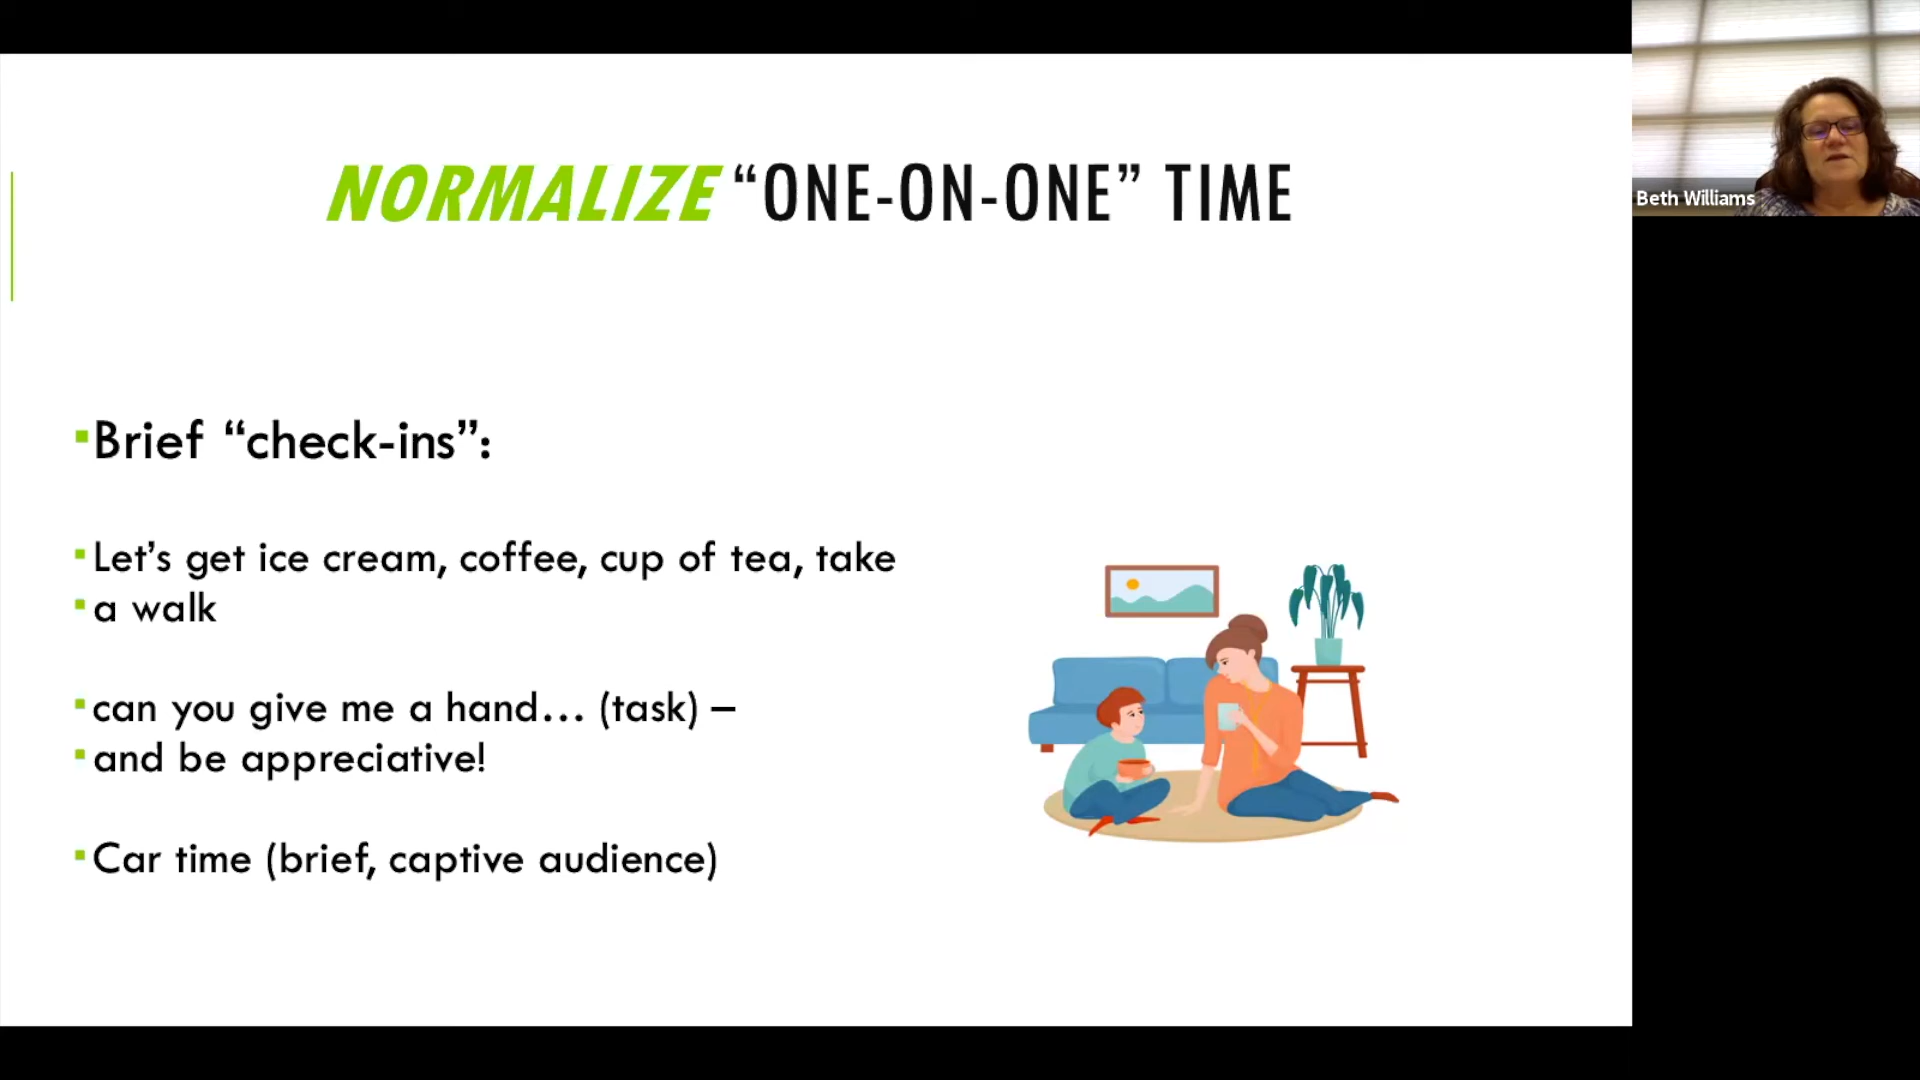 NORMALIZE “ONE-ON-ONE” TIME
Beth Williams
▪Brief “check-ins”:
▪Let’s get ice cream, coffee, cup of tea, take
▪a walk
▪can you give me a hand… (task) –
▪and be appreciative!
▪Car time (brief, captive audience)